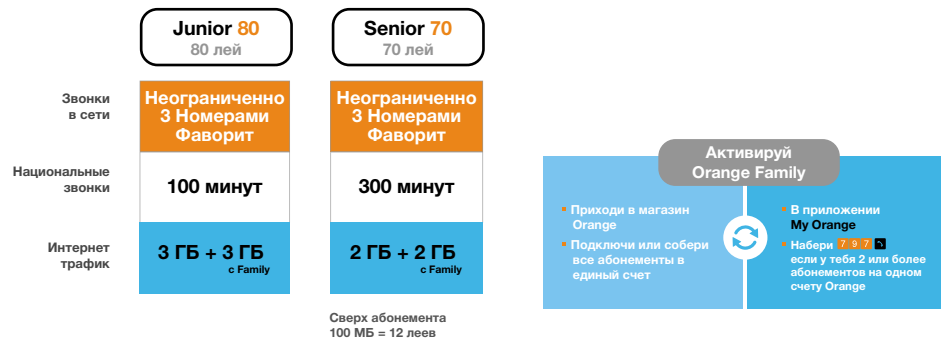 Junior 80
80 лей
Senior 70
70 лей
Звонки
в сети
Неограниченно
3 Номерами
Фаворит
Неограниченно
3 Номерами
Фаворит
Национальные
звонки
100 минут
300 минут
Интернет
трафик
3 ГБ + 3 ГБ
с Family
2 ГБ + 2 ГБ
с Family
Сверх абонемента
100 МБ = 12 леев
Активируй
Orange Family
Приходи в магазин
Orange
Подключи или собери
все абонементы в
единый счет
В приложении
My Orange
Набери 7 9 7
если у тебя 2 или более
абонементов на одном
счету Orange